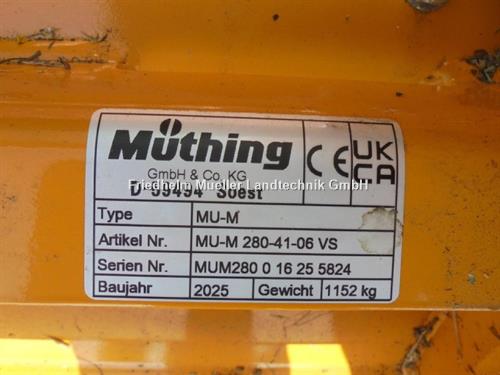 Müthing
GmbH & Co. KG
D 59494 Soest
Friedhelm Mueller Landtechnik GmbH
CE
UK
CA
Type MU-M
Artikel Nr. MU-M 280-41-06 VS
Serien Nr. MUM280 0 16 25 5824
Baujahr 2025 Gewicht 1152 kg